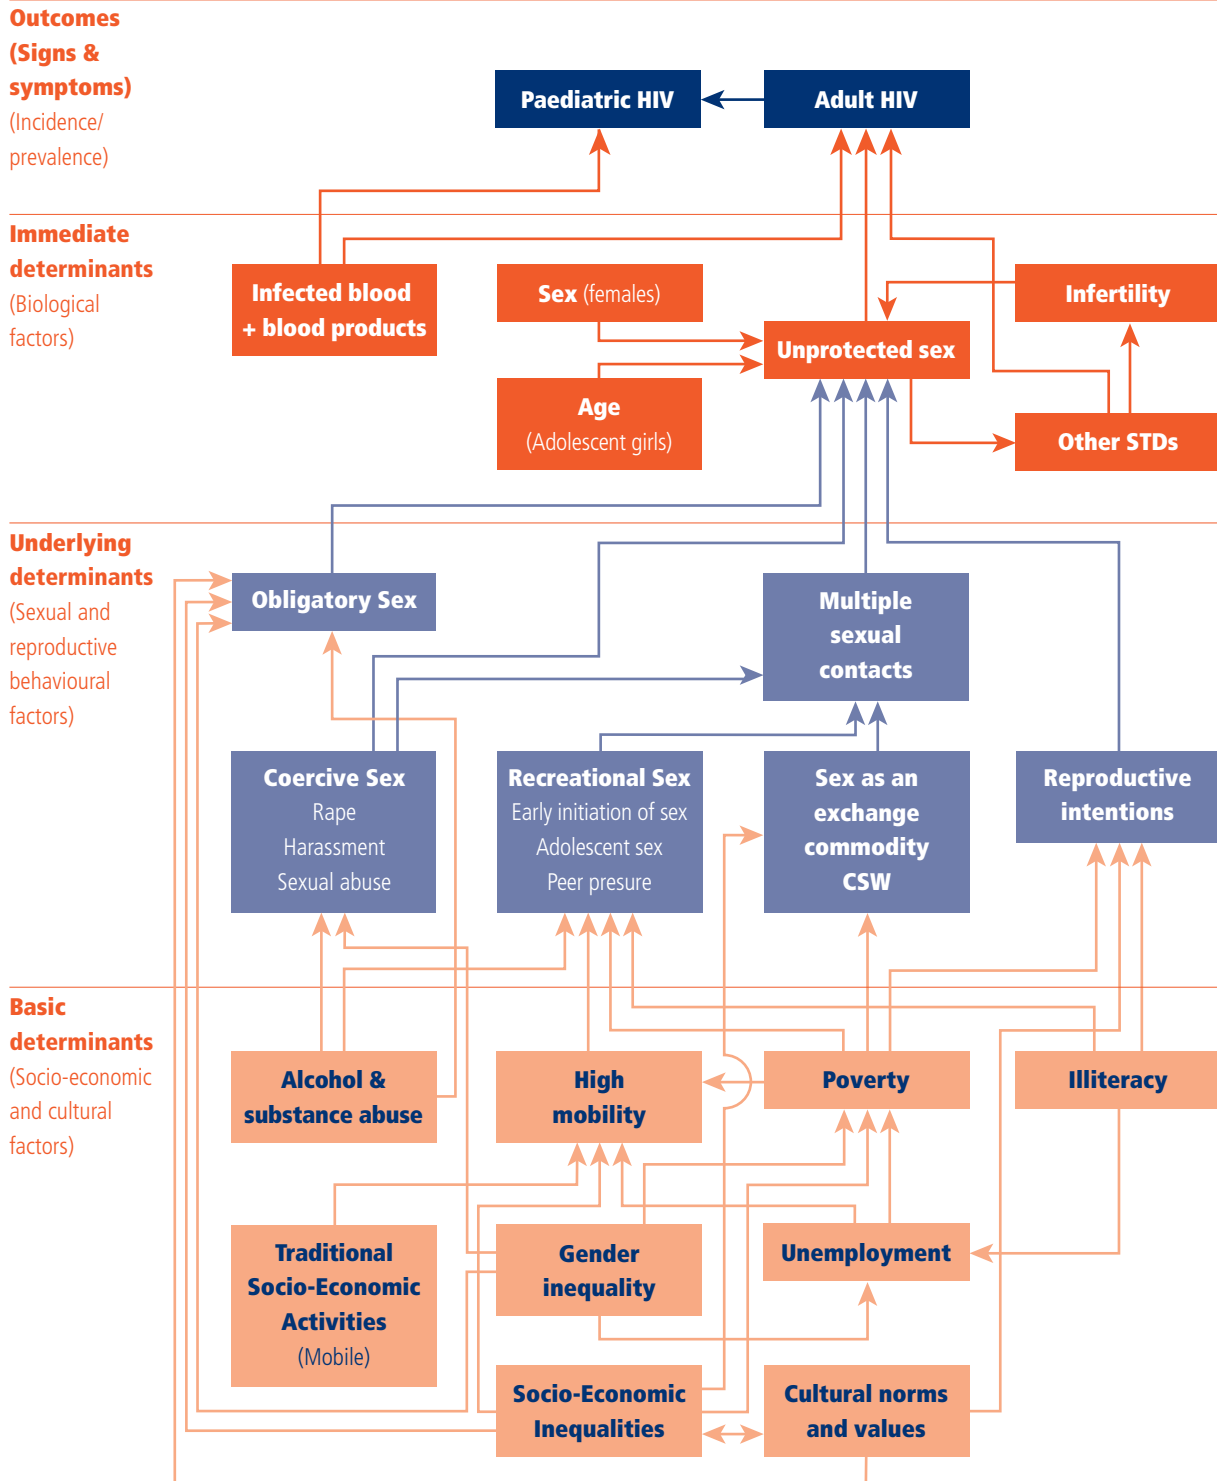 Outcomes
(Signs &
symptoms)
(Incidence/
prevalence)
Paediatric HIV
Adult HIV
Immediate
determinants
(Biological
factors)
Infected blood
+ blood products
Sex (females)
Infertility
Unprotected sex
Age
(Adolescent girls)
Other STDs
Underlying
determinants
(Sexual and
reproductive
behavioural
factors)
Obligatory Sex
Multiple
sexual
contacts
Coercive Sex
Rape
Harassment
Sexual abuse
Recreational Sex
Early initiation of sex
Adolescent sex
Peer presure
Sex as an
exchange
commodity
CSW
Reproductive
intentions
Basic
determinants
(Socio-economic
and cultural
factors)
Alcohol &
substance abuse
High
mobility
Poverty
Illiteracy
Traditional
Socio-Economic
Activities
(Mobile)
Gender
inequality
Unemployment
Socio-Economic
Inequalities
Cultural norms
and values